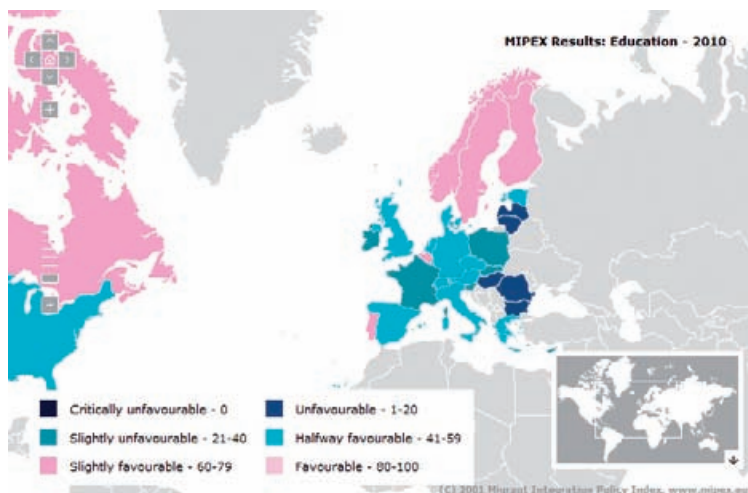 MIPEX Results: Education - 2010
Critically unfavourable - 0
Unfavourable - 1-20
Slightly unfavourable - 21-40
Halfway favourable - 41-59
Slightly favourable - 60-79
Favourable - 80-100
(C) 2001 Migrant Integration Policy Index, www.mipex.eu